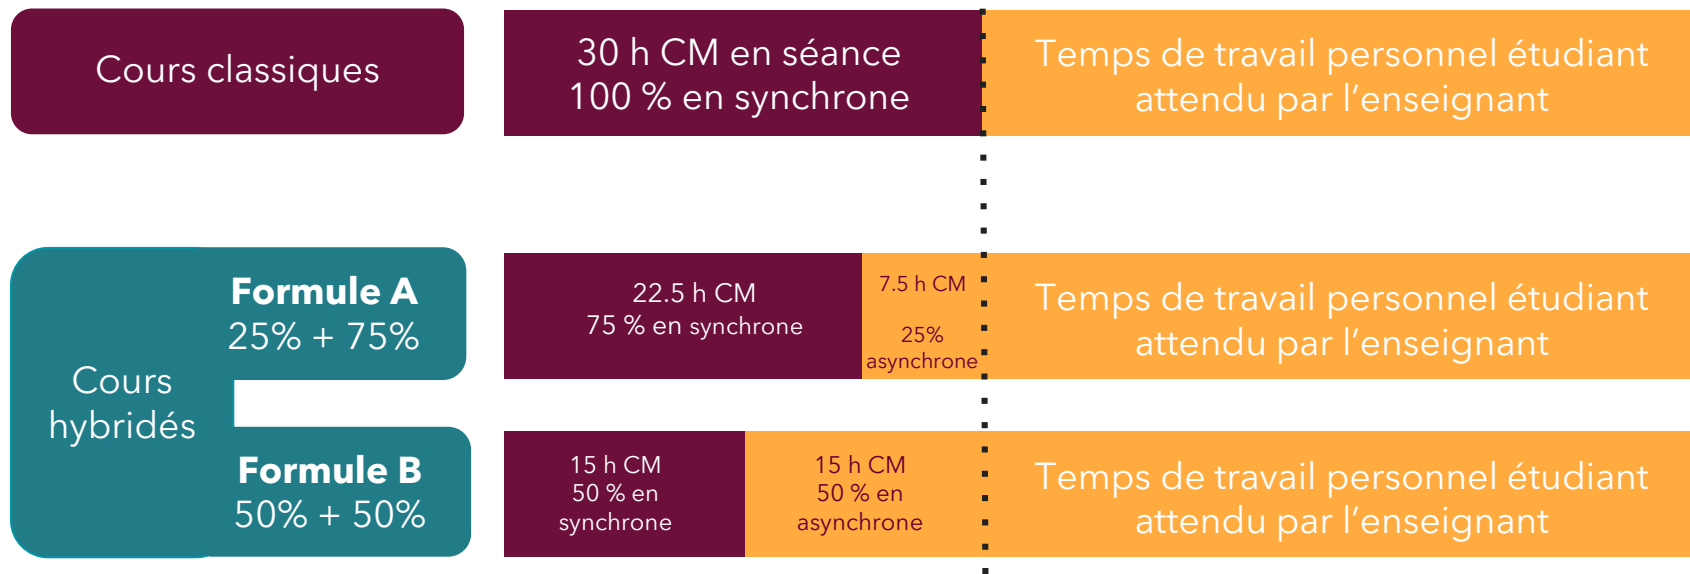 Cours classiques
30 h CM en séance
100 % en synchrone
Temps de travail personnel étudiant
attendu par l’enseignant
Cours
hybridés
Formule A
25% + 75%
22.5 h CM
75 % en synchrone
7.5 h CM
25%
asynchrone
Temps de travail personnel étudiant
attendu par l’enseignant
Formule B
50% + 50%
15 h CM
50 % en
synchrone
15 h CM
50 % en
asynchrone
Temps de travail personnel étudiant
attendu par l’enseignant